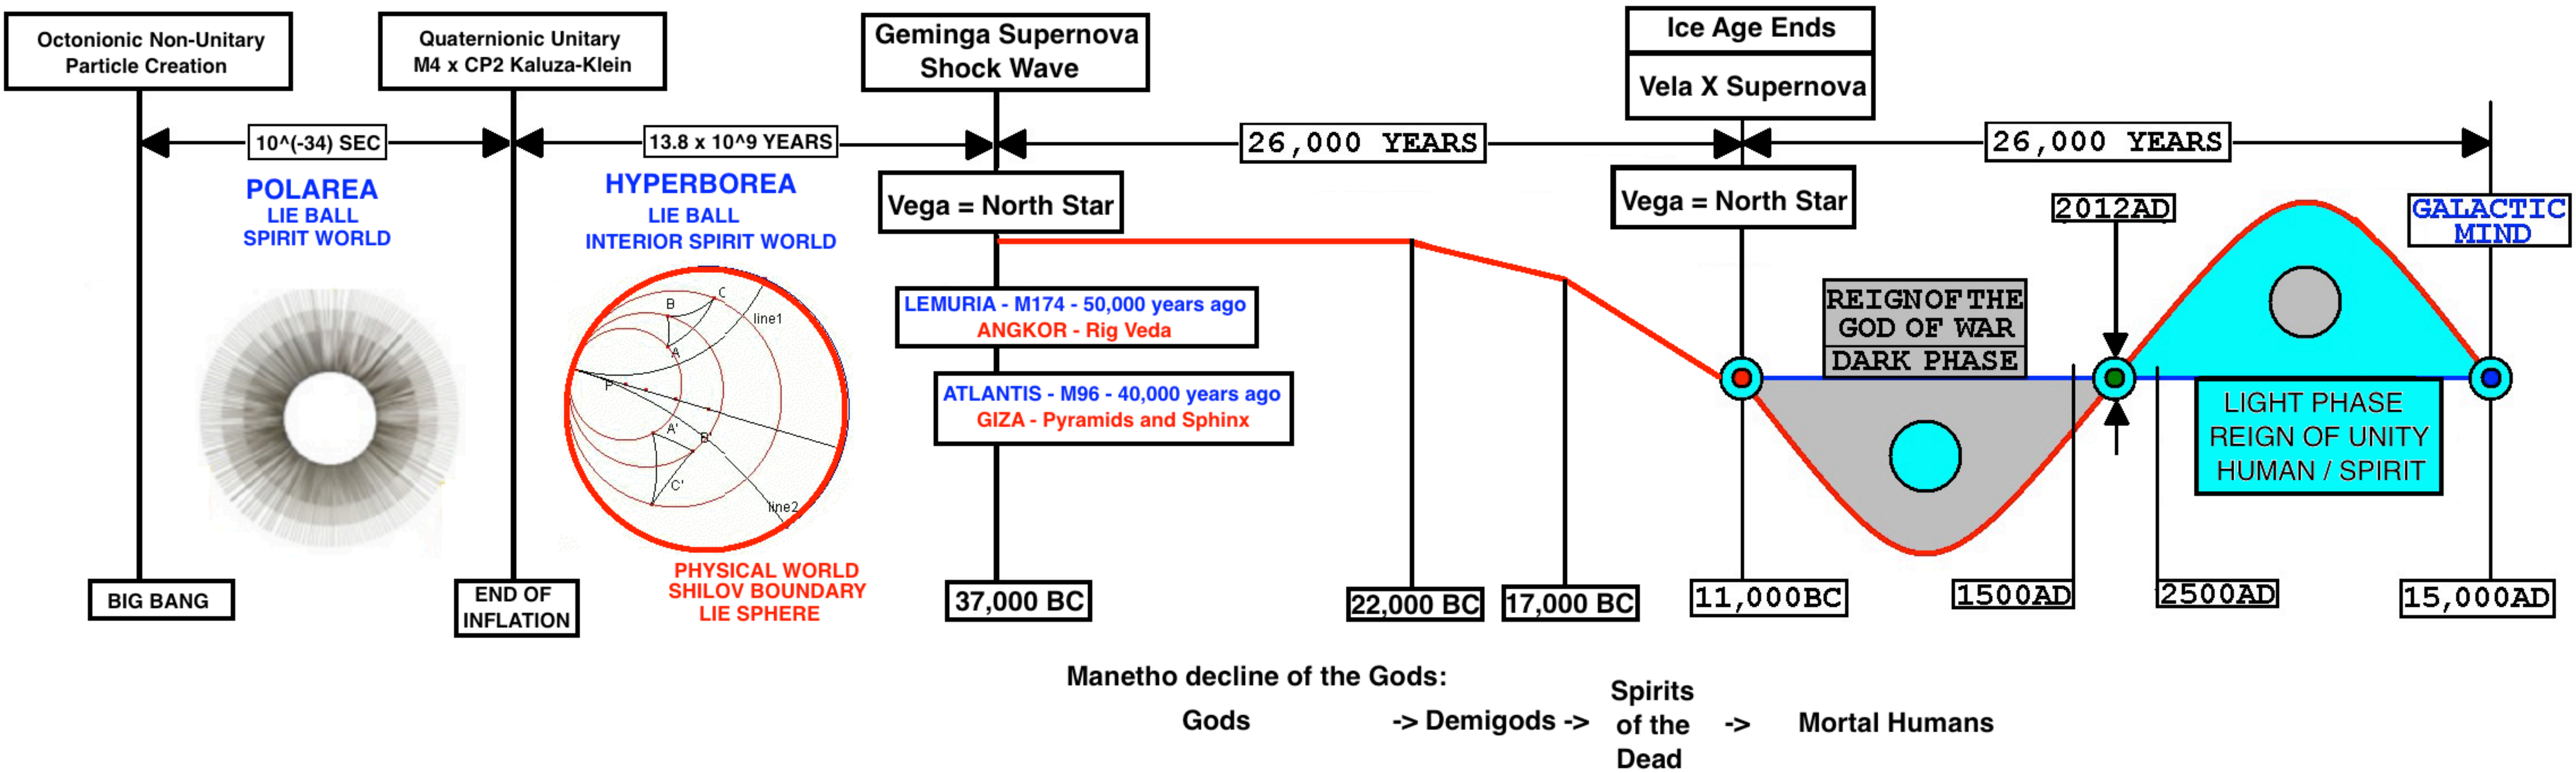 Octonionic Non-Unitary
Particle Creation
Quaternionic Unitary
M4 x CP2 Kaluza-Klein
Geminga Supernova
Shock Wave
Ice Age Ends
Vela X Supernova
10^(-34) SEC
13.8 x 10^9 YEARS
26,000 YEARS
26,000 YEARS
POLAREA
LIE BALL
SPIRIT WORLD
HYPERBOREA
LIE BALL
INTERIOR SPIRIT WORLD
Vega = North Star
Vega = North Star
2012AD
GALACTIC
MIND
B
C
line1
A
P
A'
B'
C'
line2
LEMURIA - M174 - 50,000 years ago
ANGKOR - Rig Veda
ATLANTIS - M96 - 40,000 years ago
GIZA - Pyramids and Sphinx
REIGN OF THE
GOD OF WAR
DARK PHASE
LIGHT PHASE
REIGN OF UNITY
HUMAN / SPIRIT
PHYSICAL WORLD
SHILOV BOUNDARY
LIE SPHERE
BIG BANG
END OF
INFLATION
37,000 BC
22,000 BC
17,000 BC
11,000BC
1500AD
2500AD
15,000AD
Manetho decline of the Gods:
Gods -> Demigods -> Spirits
of the
Dead -> Mortal Humans